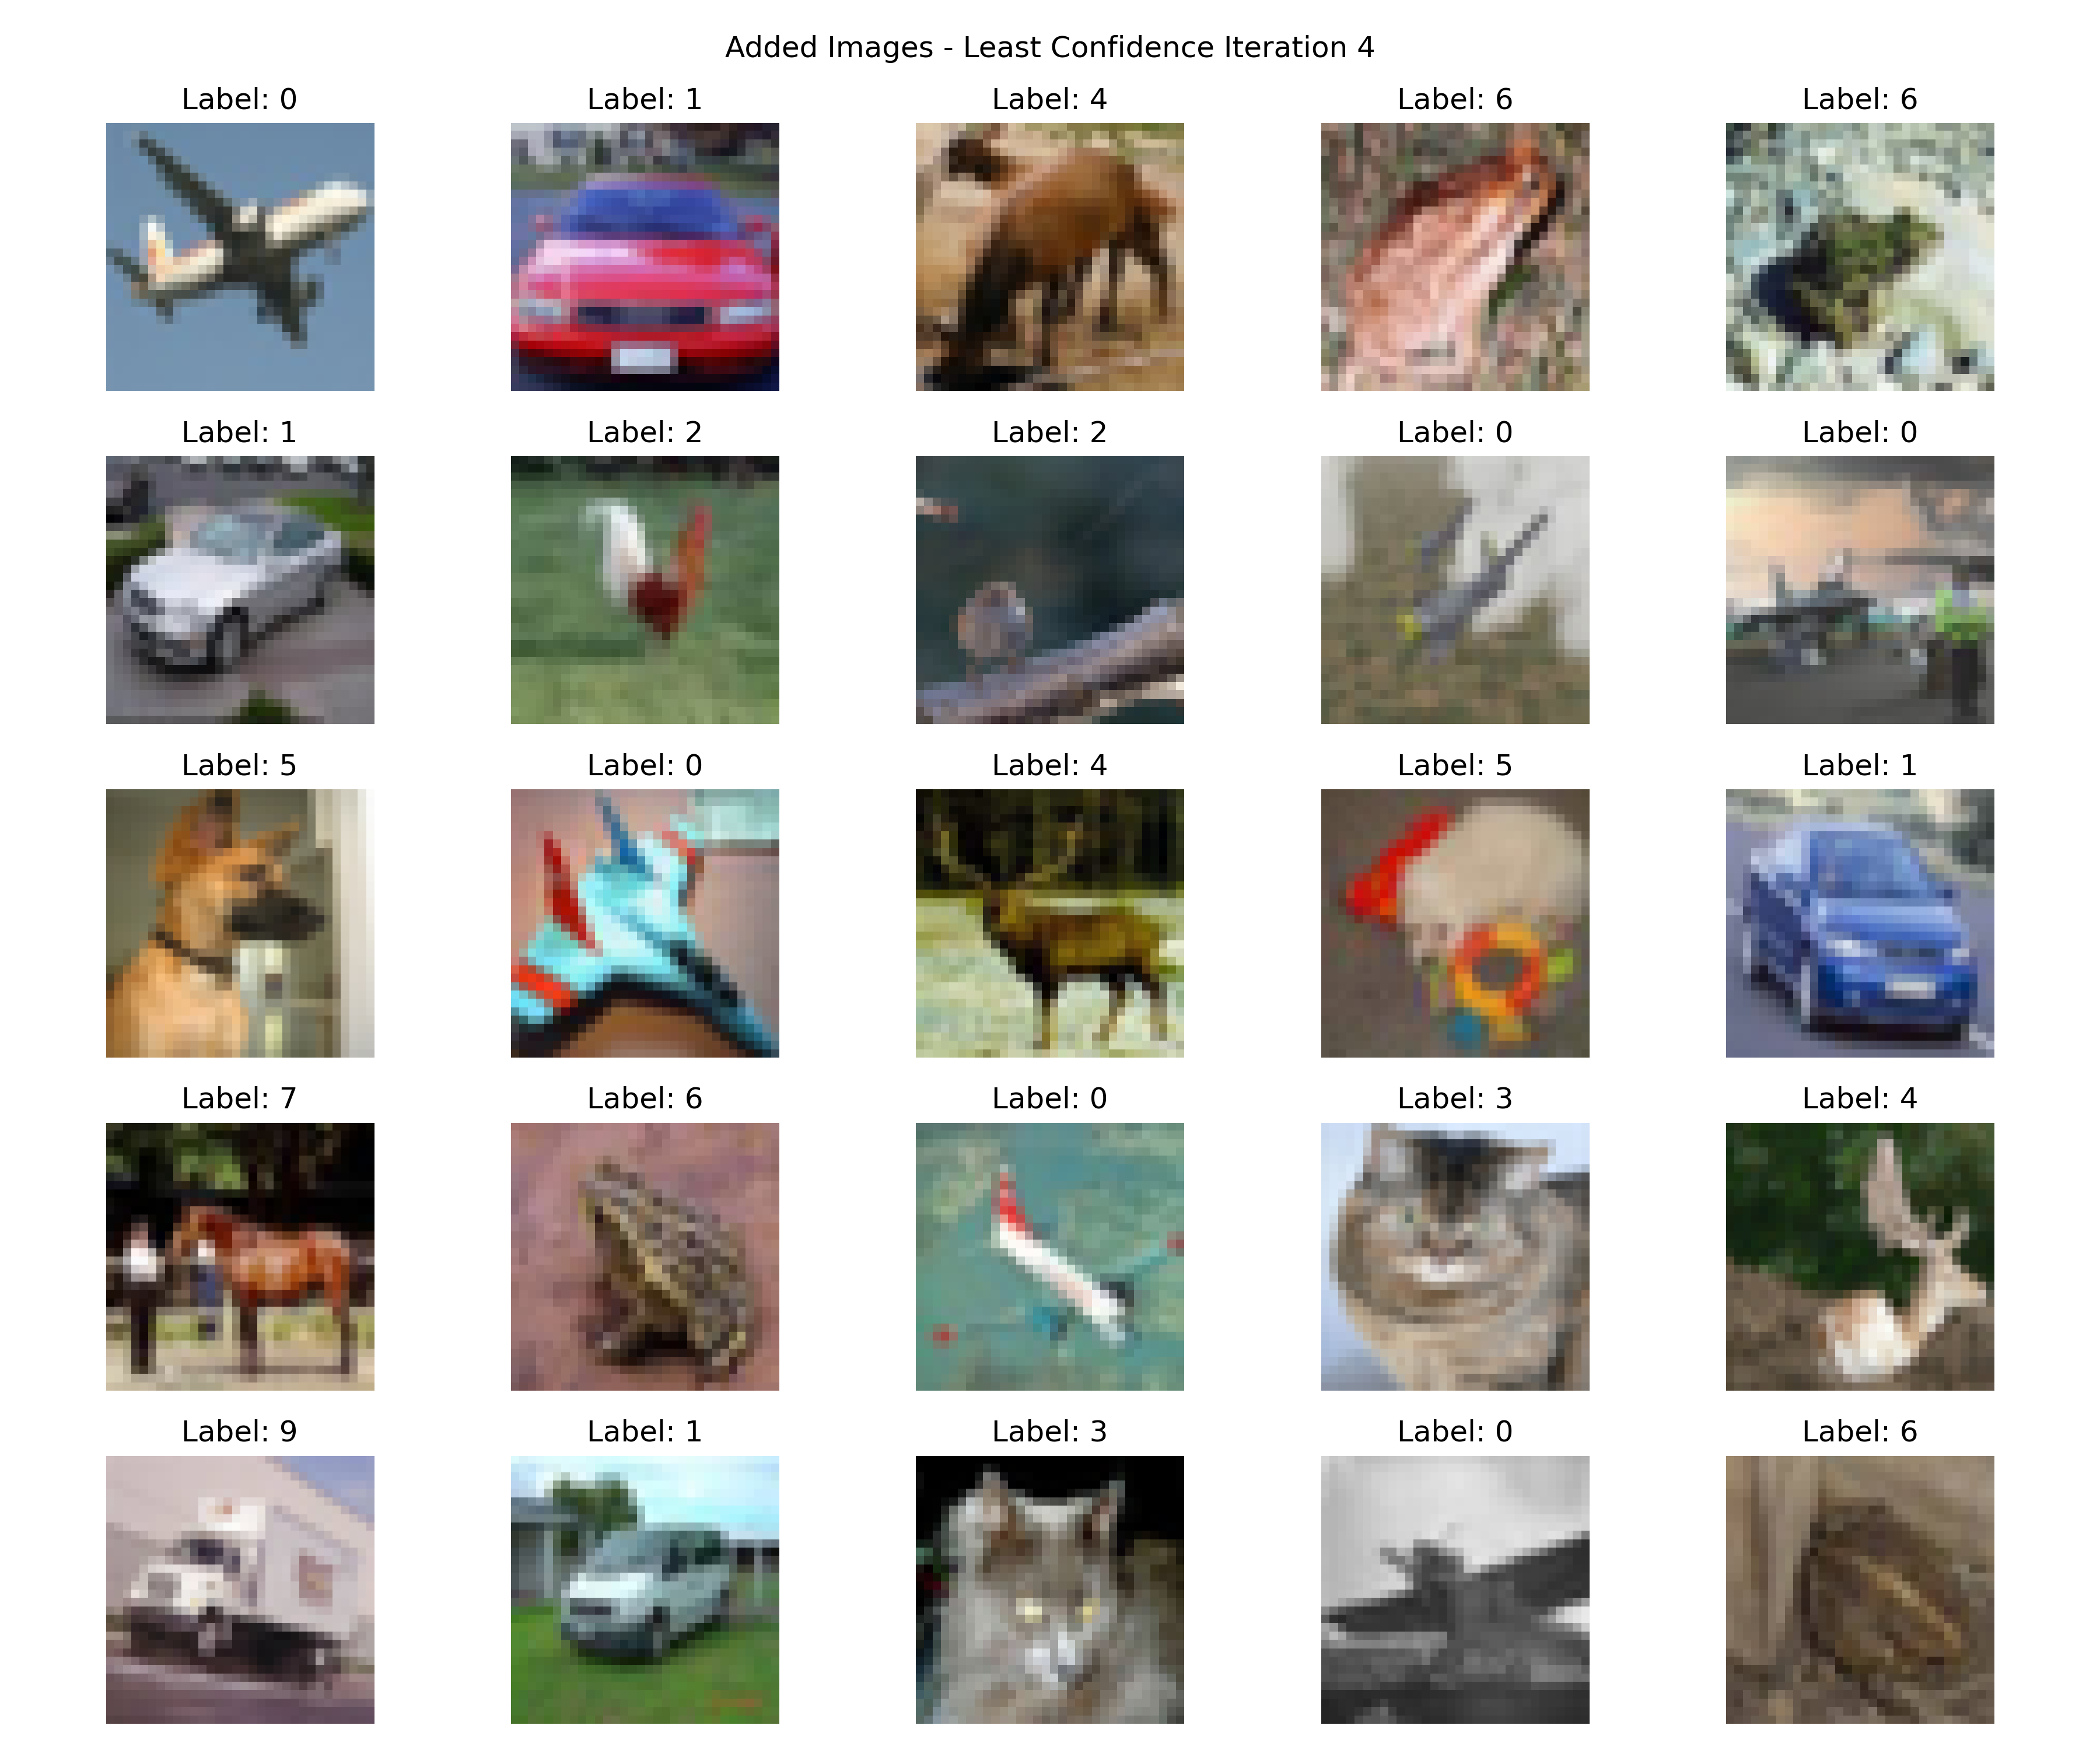 Added Images - Least Confidence Iteration 4
Label: 0 Label: 1 Label: 4 Label: 6 Label: 6
Label: 1 Label: 2 Label: 2 Label: 0 Label: 0
Label: 5 Label: 0 Label: 4 Label: 5 Label: 1
Label: 7 Label: 6 Label: 0 Label: 3 Label: 4
Label: 9 Label: 1 Label: 3 Label: 0 Label: 6